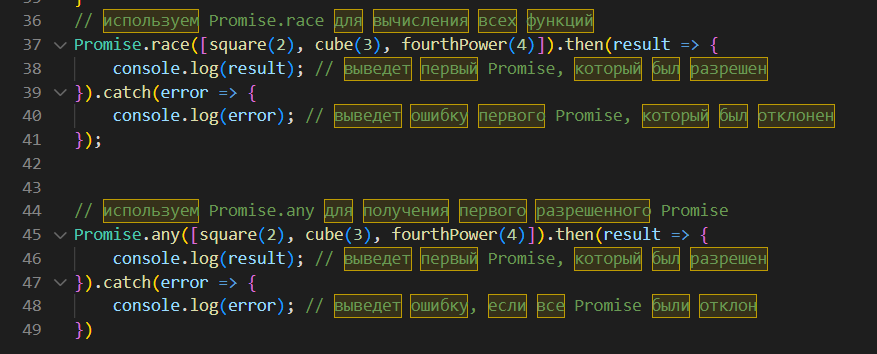 35 }
36 // используем Promise.race для вычисления всех функций
37 Promise.race([square(2), cube(3), fourthPower(4)]).then(result => {
38 console.log(result); // выведет первый Promise, который был разрешен
39 }).catch(error => {
40 console.log(error); // выведет ошибку первого Promise, который был отклонен
41 });
42
43
44 // используем Promise.any для получения первого разрешенного Promise
45 Promise.any([square(2), cube(3), fourthPower(4)]).then(result => {
46 console.log(result); // выведет первый Promise, который был разрешен
47 }).catch(error => {
48 console.log(error); // выведет ошибку, если все Promise были отклон
49 })